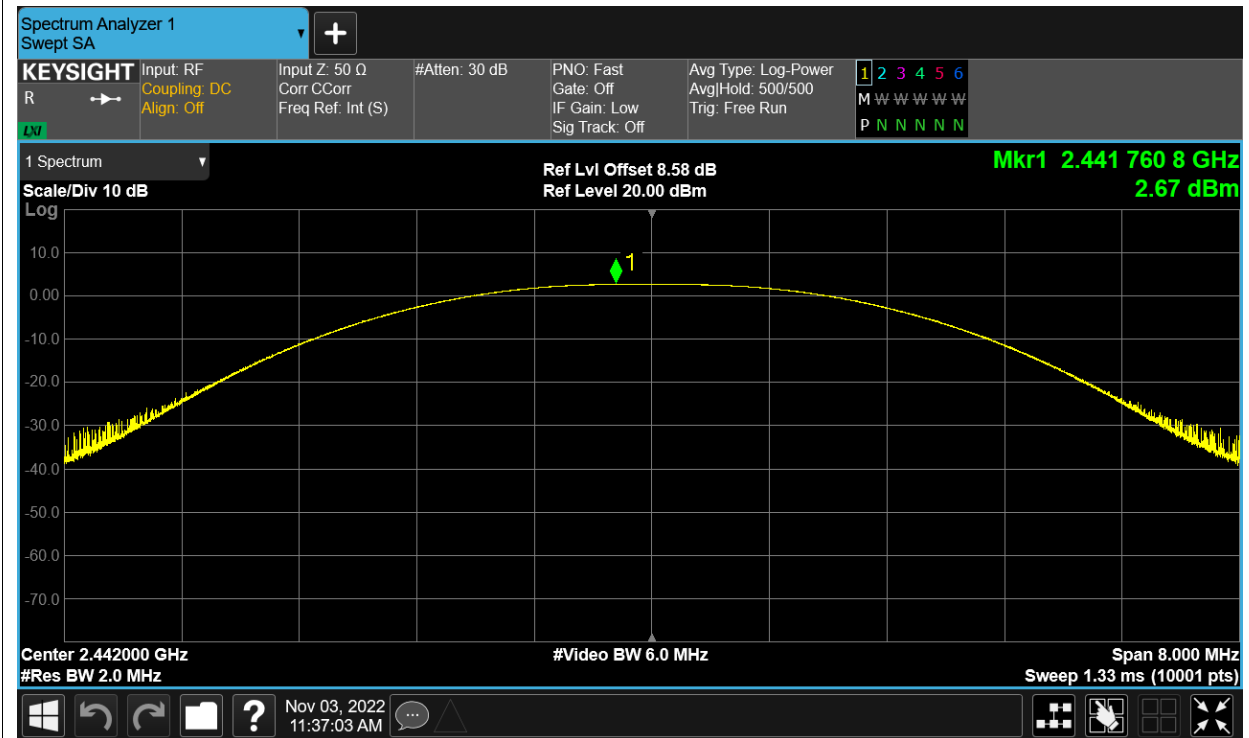 Spectrum Analyzer 1
Swept SA
KEYSIGHT
R
LXI
Input: RF
Coupling: DC
Align: Off
Input Z: 50 Ω
Corr CCorr
Freq Ref: Int (S)
#Atten: 30 dB
PNO: Fast
Gate: Off
IF Gain: Low
Sig Track: Off
Avg Type: Log-Power
Avg|Hold: 500/500
Trig: Free Run
1 2 3 4 5 6
M W W W W W
P N N N N N
1 Spectrum
Scale/Div 10 dB
Log
Ref Lvl Offset 8.58 dB
Ref Level 20.00 dBm
Mkr1 2.441 760 8 GHz
2.67 dBm
10.0
1
0.00
-10.0
-20.0
-30.0
-40.0
-50.0
-60.0
-70.0
Center 2.442000 GHz
#Video BW 6.0 MHz
Span 8.000 MHz
#Res BW 2.0 MHz
Sweep 1.33 ms (10001 pts)
?
Nov 03, 2022
11:37:03 AM